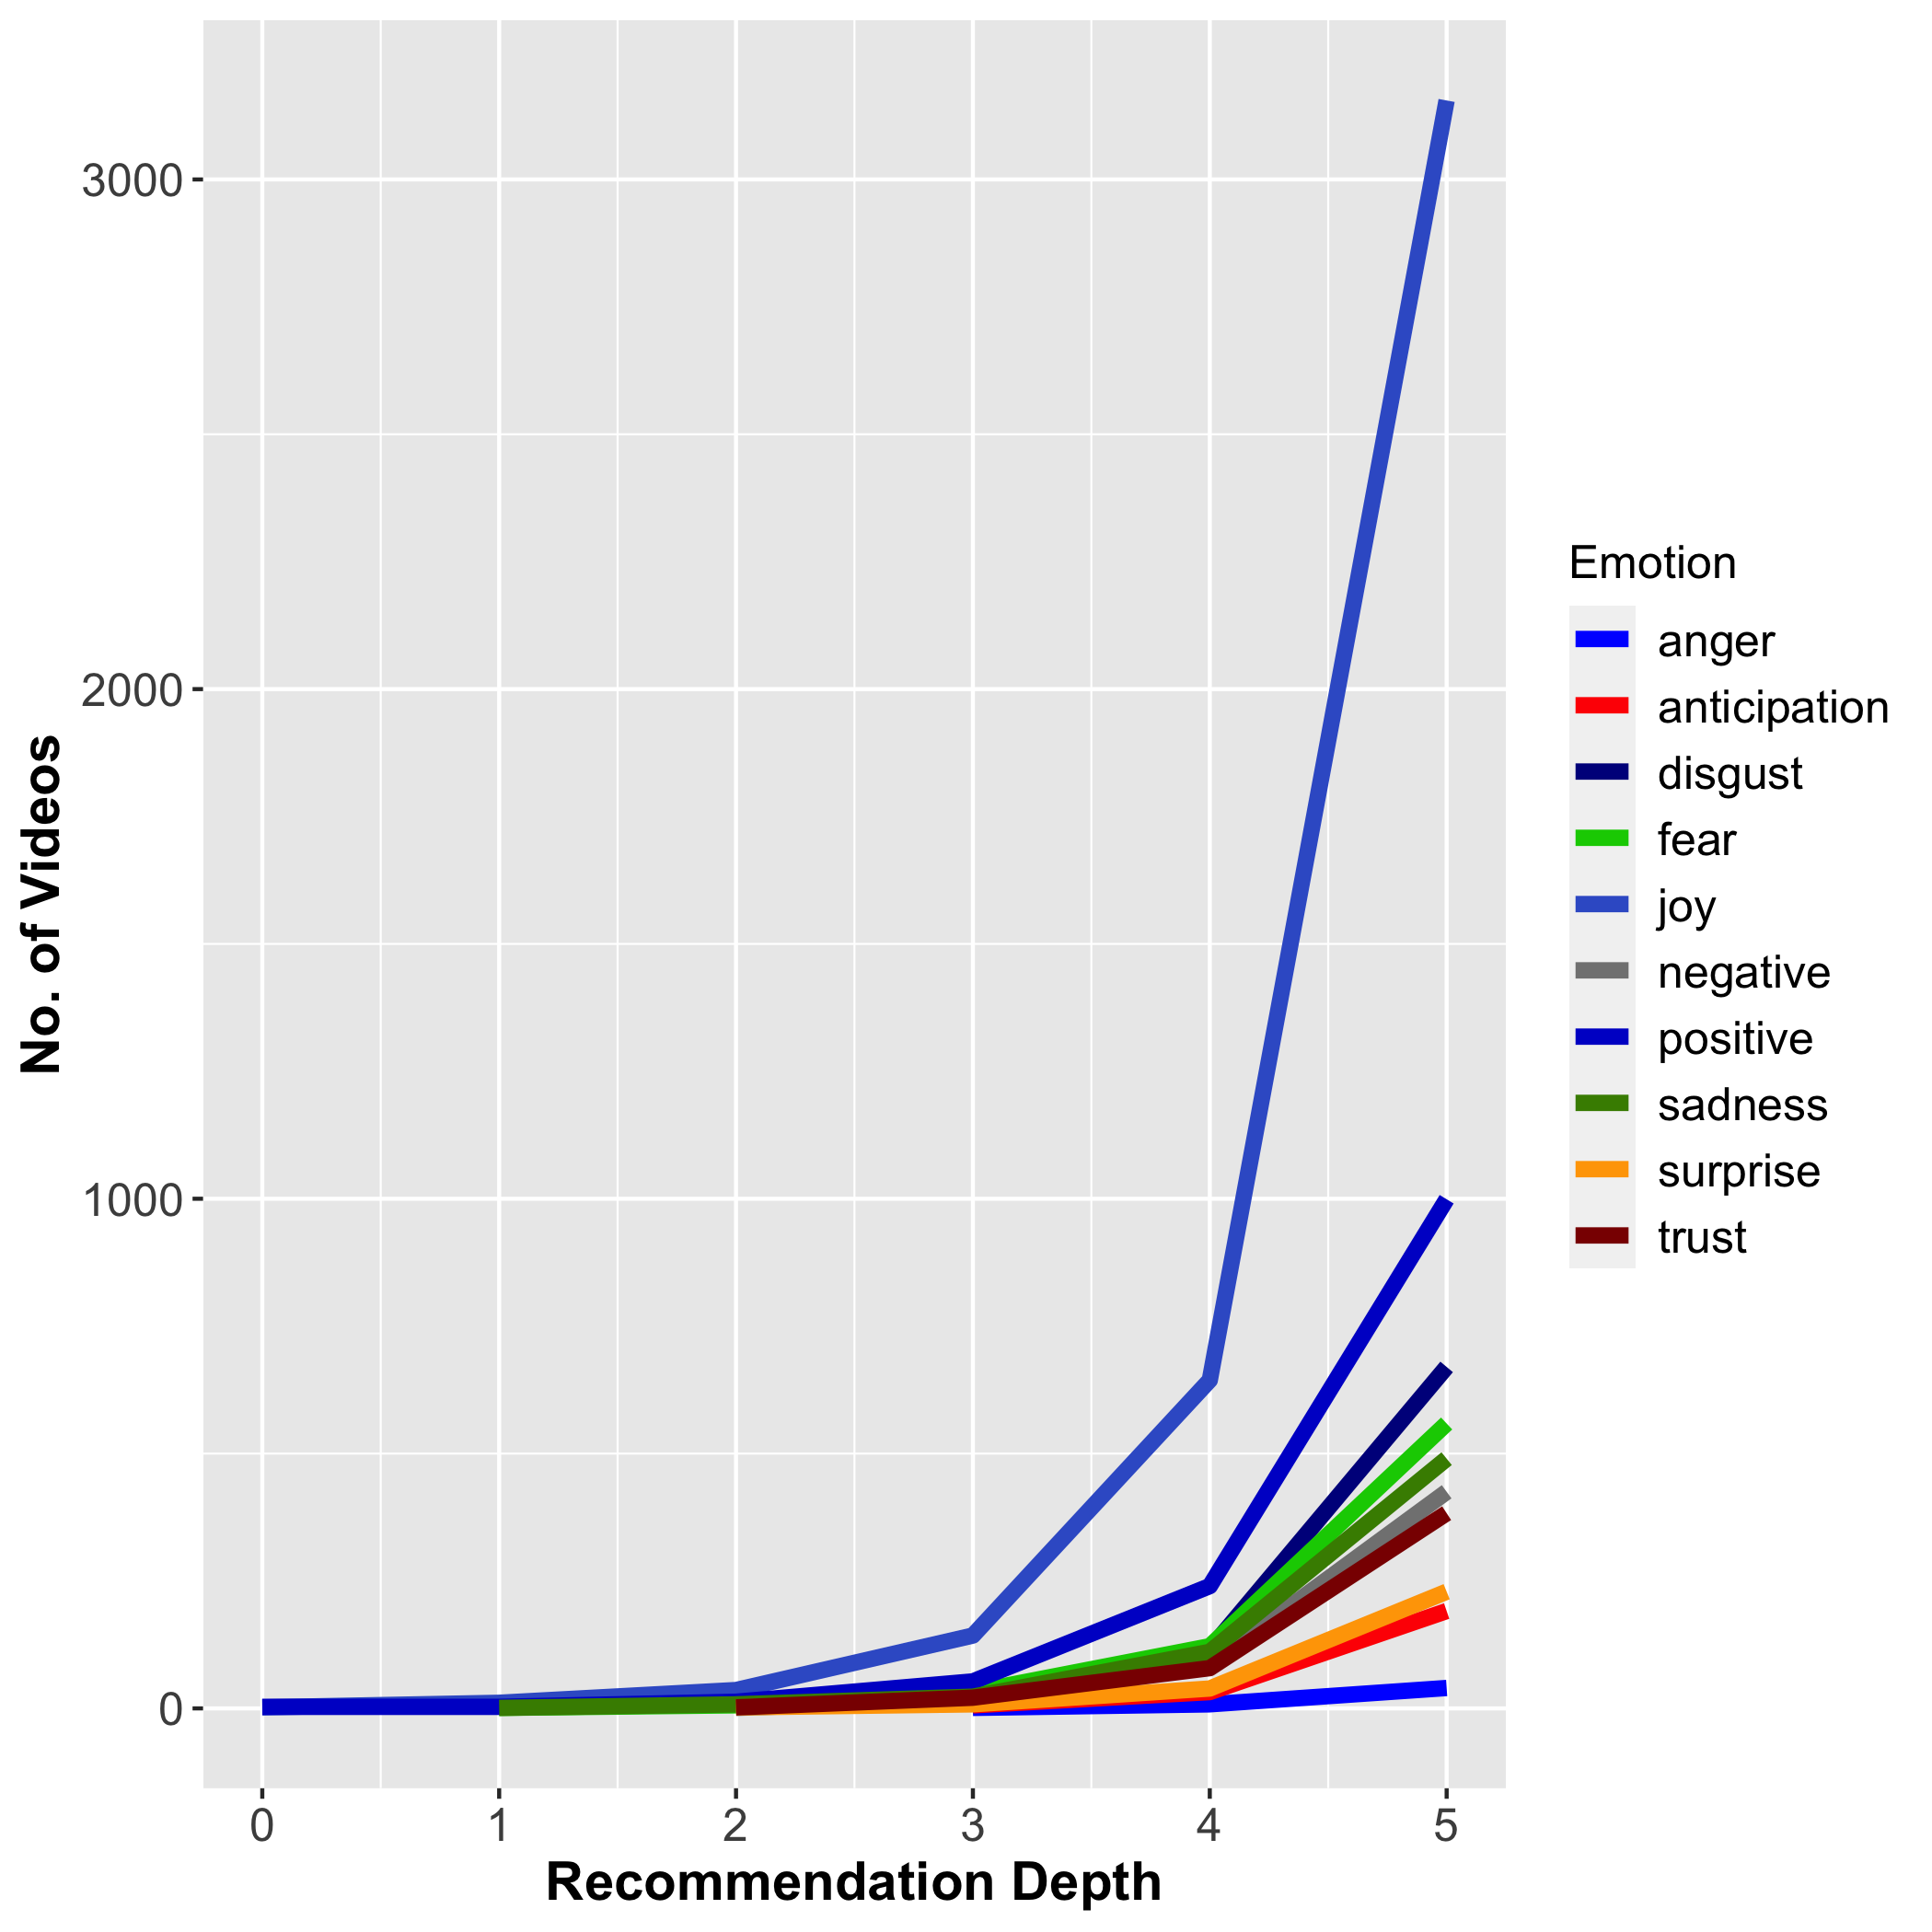 No. of Videos
3000
2000
1000
0
0 1 2 3 4 5
Recommendation Depth
Emotion
anger
anticipation
disgust
fear
joy
negative
positive
sadness
surprise
trust